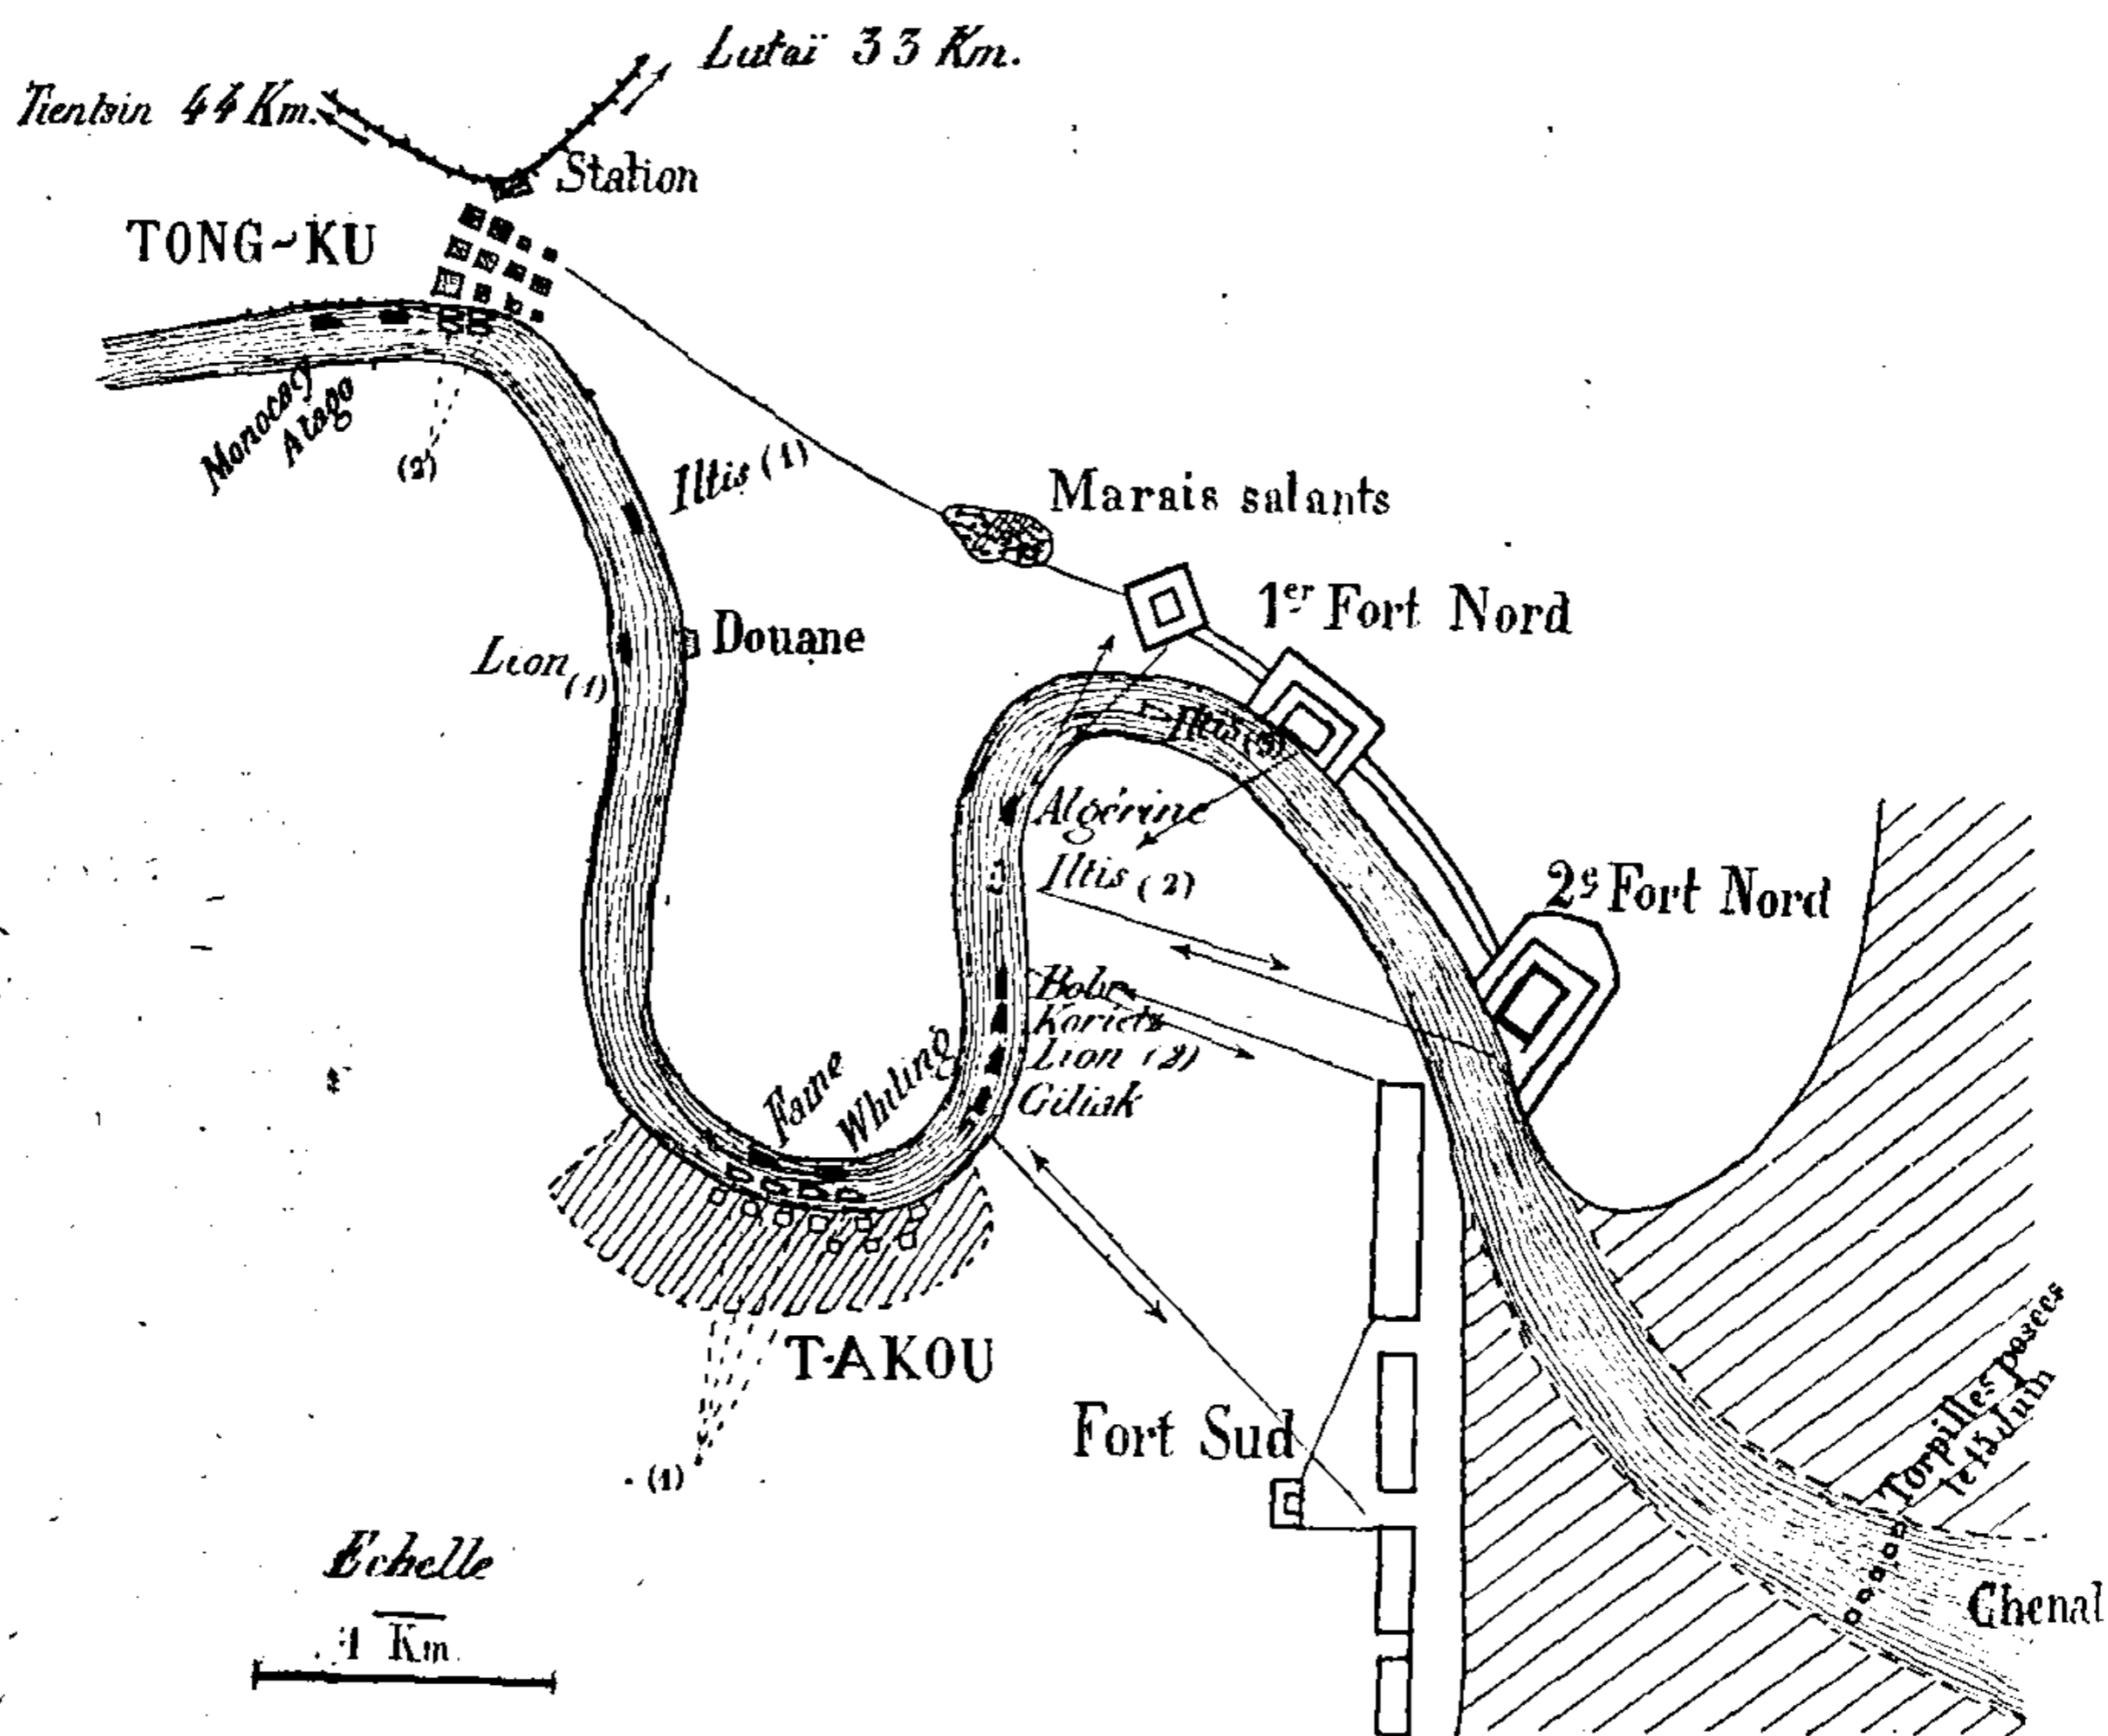 Lutaï 33 Km.
Tientsin 44 Km.
Station
TONG-KU
Monocacy
Atago
(2)
Iltis (1)
Marais salants
1er Fort Nord
Douane
Lion (1)
Iltis (3)
Algérine
Iltis (2)
2e Fort Nord
Bobr
Korietz
Lion (2)
Giliak
Fame
Whiting
TAKOU
(1)
Fort Sud
Torpilles posées
le 15 Juin
Chenal
Echelle
1 Km.